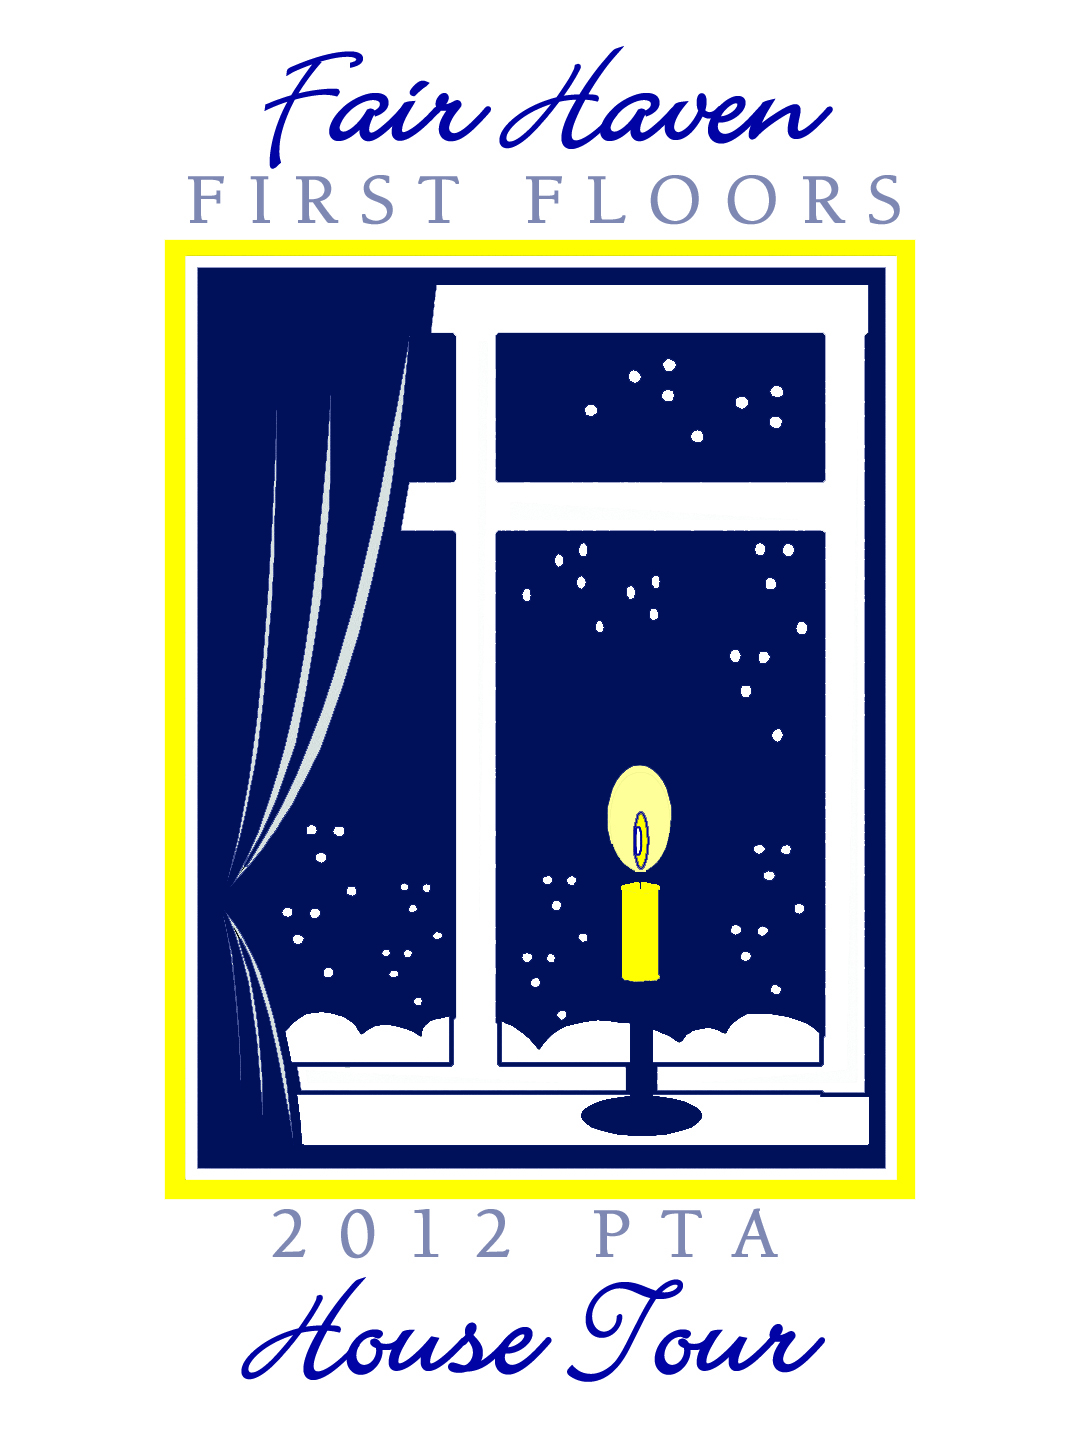 Fair Haven
FIRST FLOORS
2012 PTA
House Tour